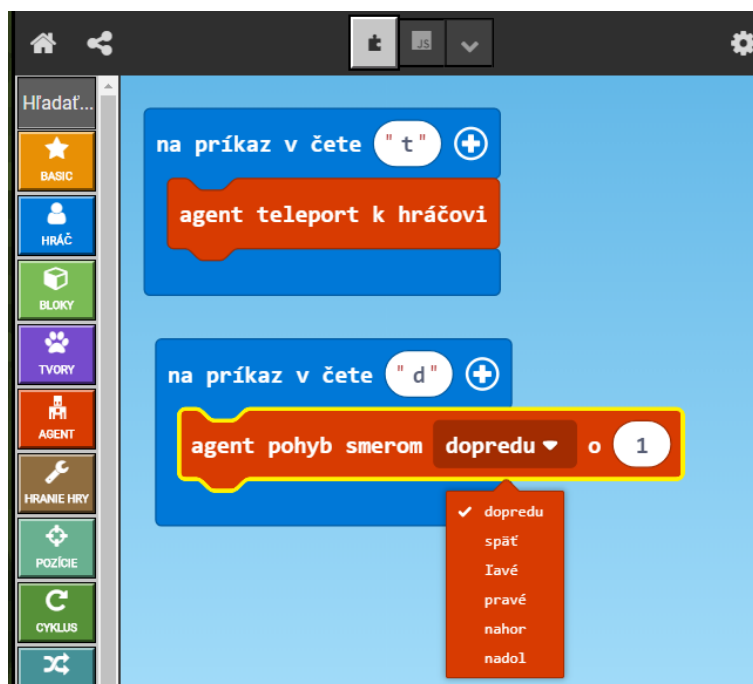 JS
Hľadať...
BASIC
HRÁČ
BLOKY
TVORY
AGENT
HRANIE HRY
POZÍCIE
CYKLUS
na príkaz v čete "t"
agent teleport k hráčovi
na príkaz v čete "d"
agent pohyb smerom dopredu o 1
dopredu
späť
ľavé
pravé
nahor
nadol